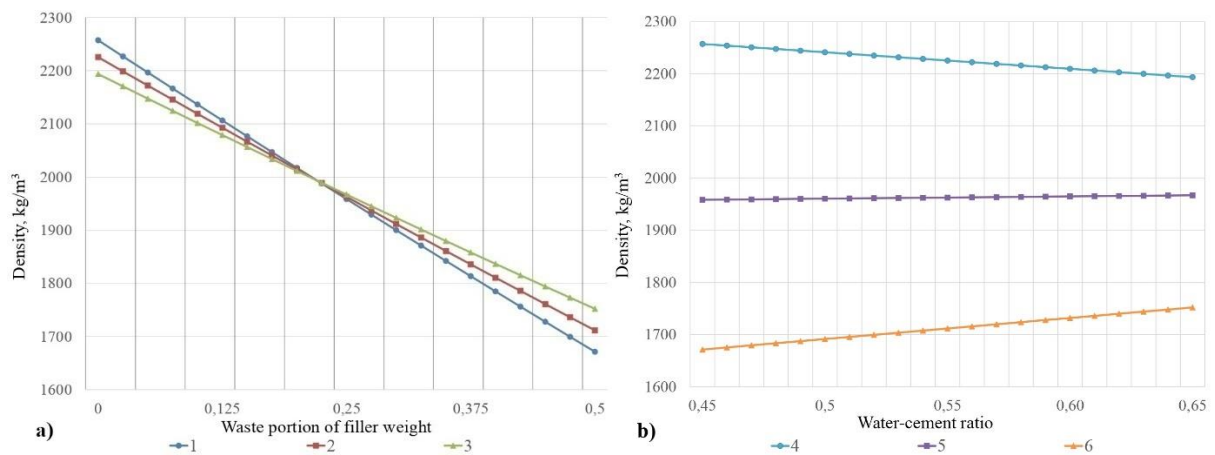 2300
2200
2100
2000
1900
1800
1700
1600
Density, kg/m³
0 0,125 0,25 0,375 0,5
Waste portion of filler weight
a)
1 2 3
2300
2200
2100
2000
1900
1800
1700
1600
Density, kg/m³
0,45 0,5 0,55 0,60 0,65
Water-cement ratio
b)
4 5 6